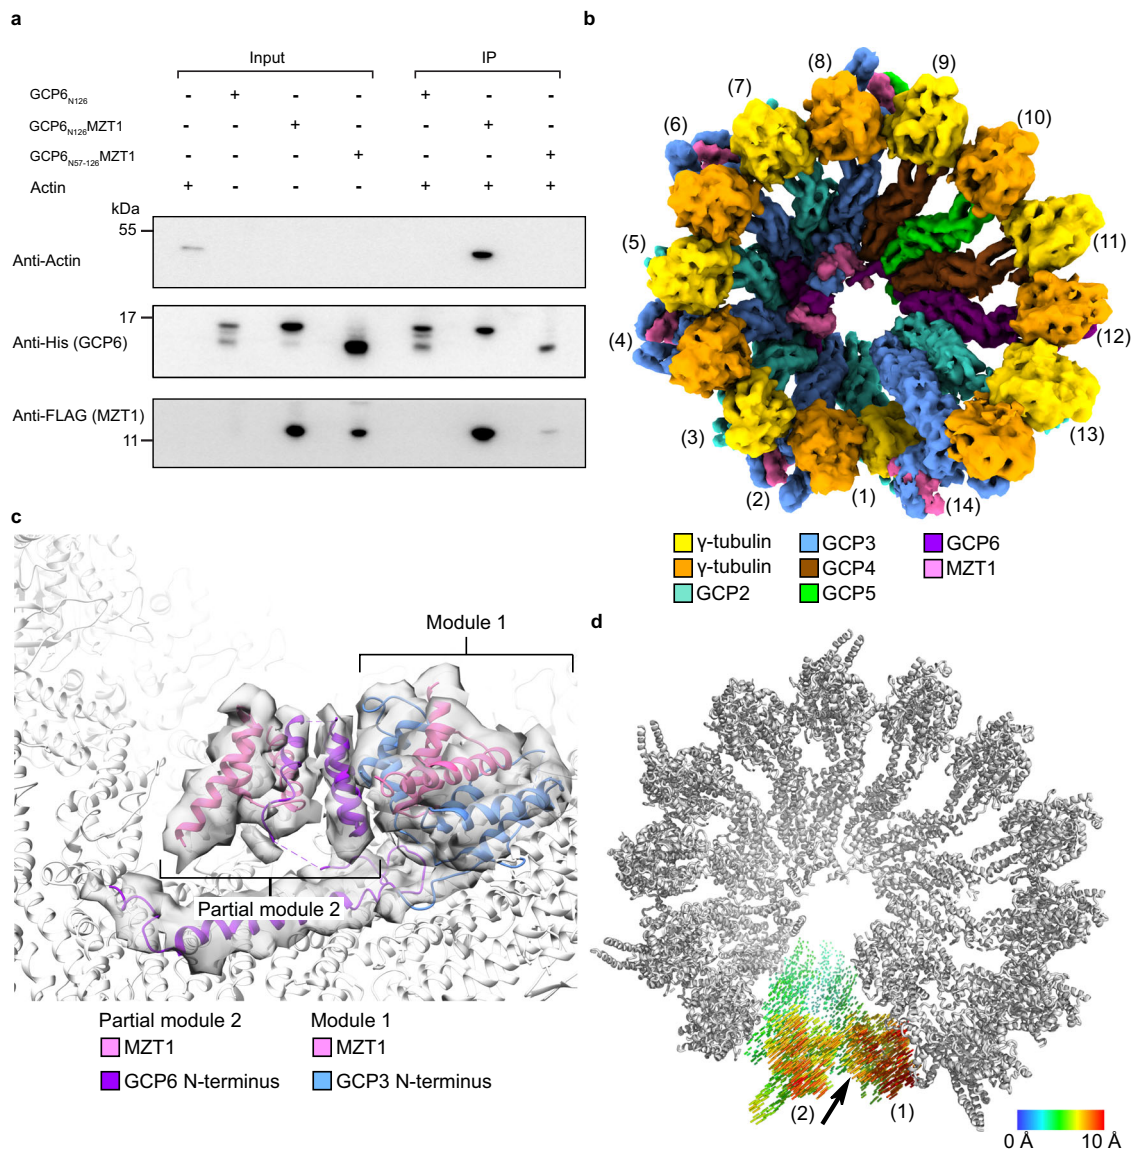 a
Input IP
GCP6N126 - + - - + - -
GCP6N126MZT1 - - + - - + -
GCP6N57-126MZT1 - - - + - - +
Actin + - - - + + +
kDa
55
Anti-Actin
17
Anti-His (GCP6)
Anti-FLAG (MZT1)
11
b
(8)
(9)
(7)
(10)
(6)
(11)
(5)
(4)
(12)
(3)
(13)
(2)
(1)
(14)
γ-tubulin GCP3 GCP6
γ-tubulin GCP4 MZT1
GCP2 GCP5
c
Module 1
Partial module 2
Partial module 2 Module 1
MZT1 MZT1
GCP6 N-terminus GCP3 N-terminus
d
(2) (1)
0 Å 10 Å